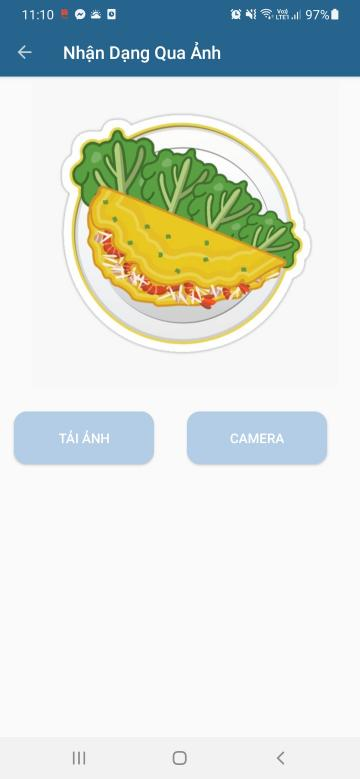 11:10 97%
Nhận Dạng Qua Ảnh
TẢI ẢNH
CAMERA